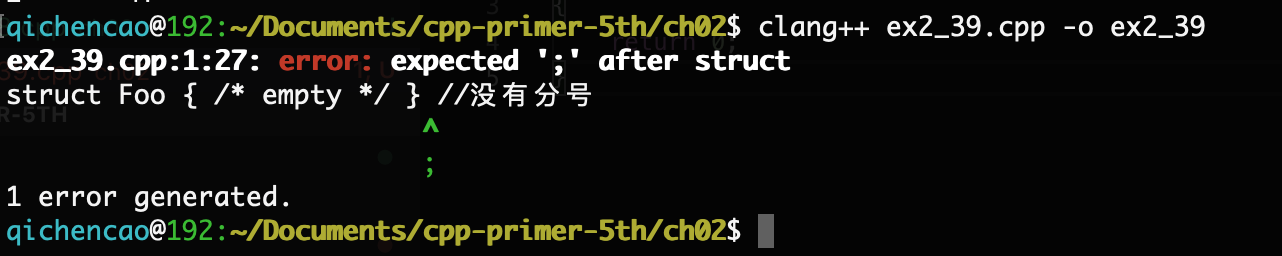 qichencao@192:~/Documents/cpp-primer-5th/ch02$ clang++ ex2_39.cpp -o ex2_39
ex2_39.cpp:1:27: error: expected ';' after struct
struct Foo { /* empty */ } //没有分号
^
;
1 error generated.
qichencao@192:~/Documents/cpp-primer-5th/ch02$